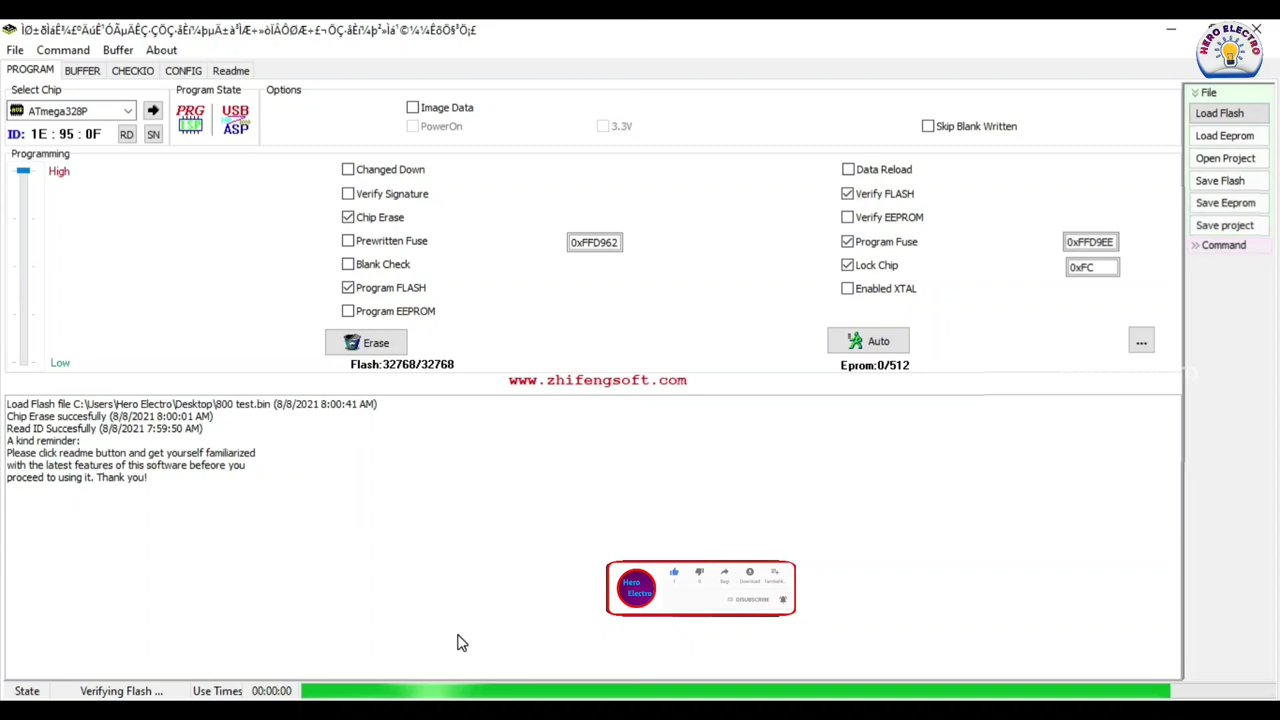 File Command Buffer About
PROGRAM BUFFER CHECKIO CONFIG Readme
HERO ELECTRO
Select Chip
Program State
Options
ATmega328P
PRG
ISP
USB
ASP
ID: 1E : 95 : 0F RD SN
Image Data
PowerOn
3.3V
Skip Blank Written
Programming
High
Low
Changed Down
Verify Signature
Chip Erase
Prewritten Fuse 0xFFD962
Blank Check
Program FLASH
Program EEPROM
Data Reload
Verify FLASH
Verify EEPROM
Program Fuse 0xFFD9EE
Lock Chip 0xFC
Enabled XTAL
Erase
Auto
...
Flash:32768/32768
Eprom:0/512
www.zhifengsoft.com
File
Load Flash
Load Eeprom
Open Project
Save Flash
Save Eeprom
Save project
Command
Load Flash file C:\Users\Hero Electro\Desktop\800 test.bin (8/8/2021 8:00:41 AM)
Chip Erase succesfully (8/8/2021 8:00:01 AM)
Read ID Succesfully (8/8/2021 7:59:50 AM)
A kind reminder:
Please click readme button and get yourself familiarized
with the latest features of this software befeore you
proceed to using it. Thank you!
Hero
Electro
1 0 Download
DISUBSCRIBE
State Verifying Flash ... Use Times 00:00:00